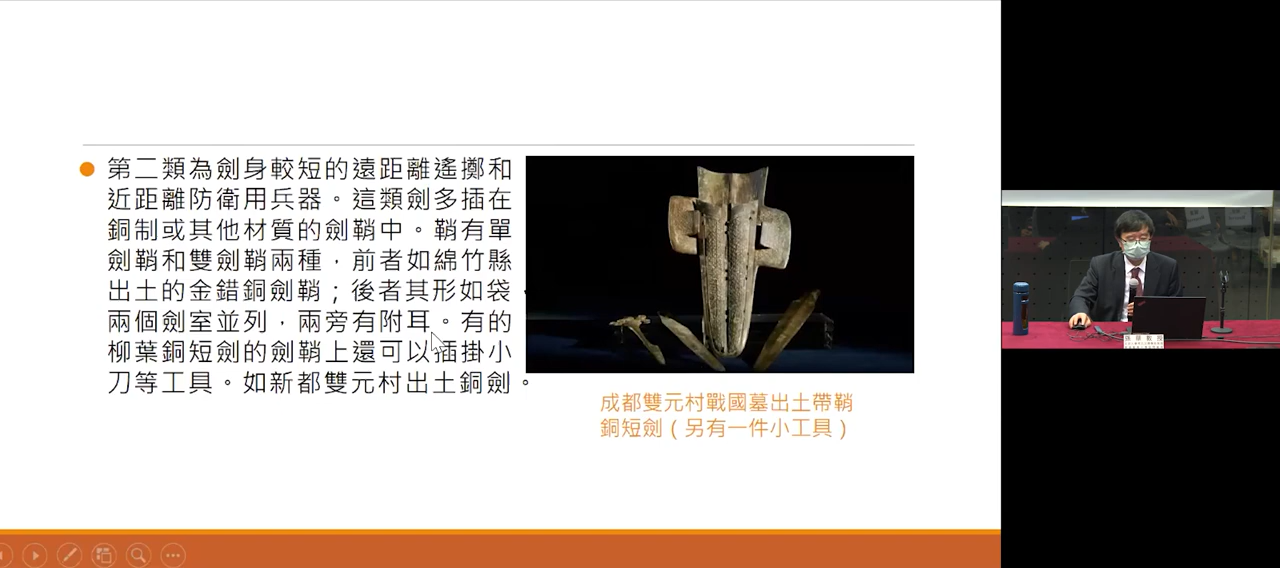 第二類為劍身較短的遠距離遙擲和
近距離防衛用兵器。這類劍多插在
銅制或其他材質的劍鞘中。鞘有單
劍鞘和雙劍鞘兩種，前者如綿竹縣
出土的金錯銅劍鞘；後者其形如袋，
兩個劍室並列，兩旁有附耳。有的
柳葉銅短劍的劍鞘上還可以插掛小
刀等工具。如新都雙元村出土銅劍。
成都雙元村戰國墓出土帶鞘
銅短劍（另有一件小工具）